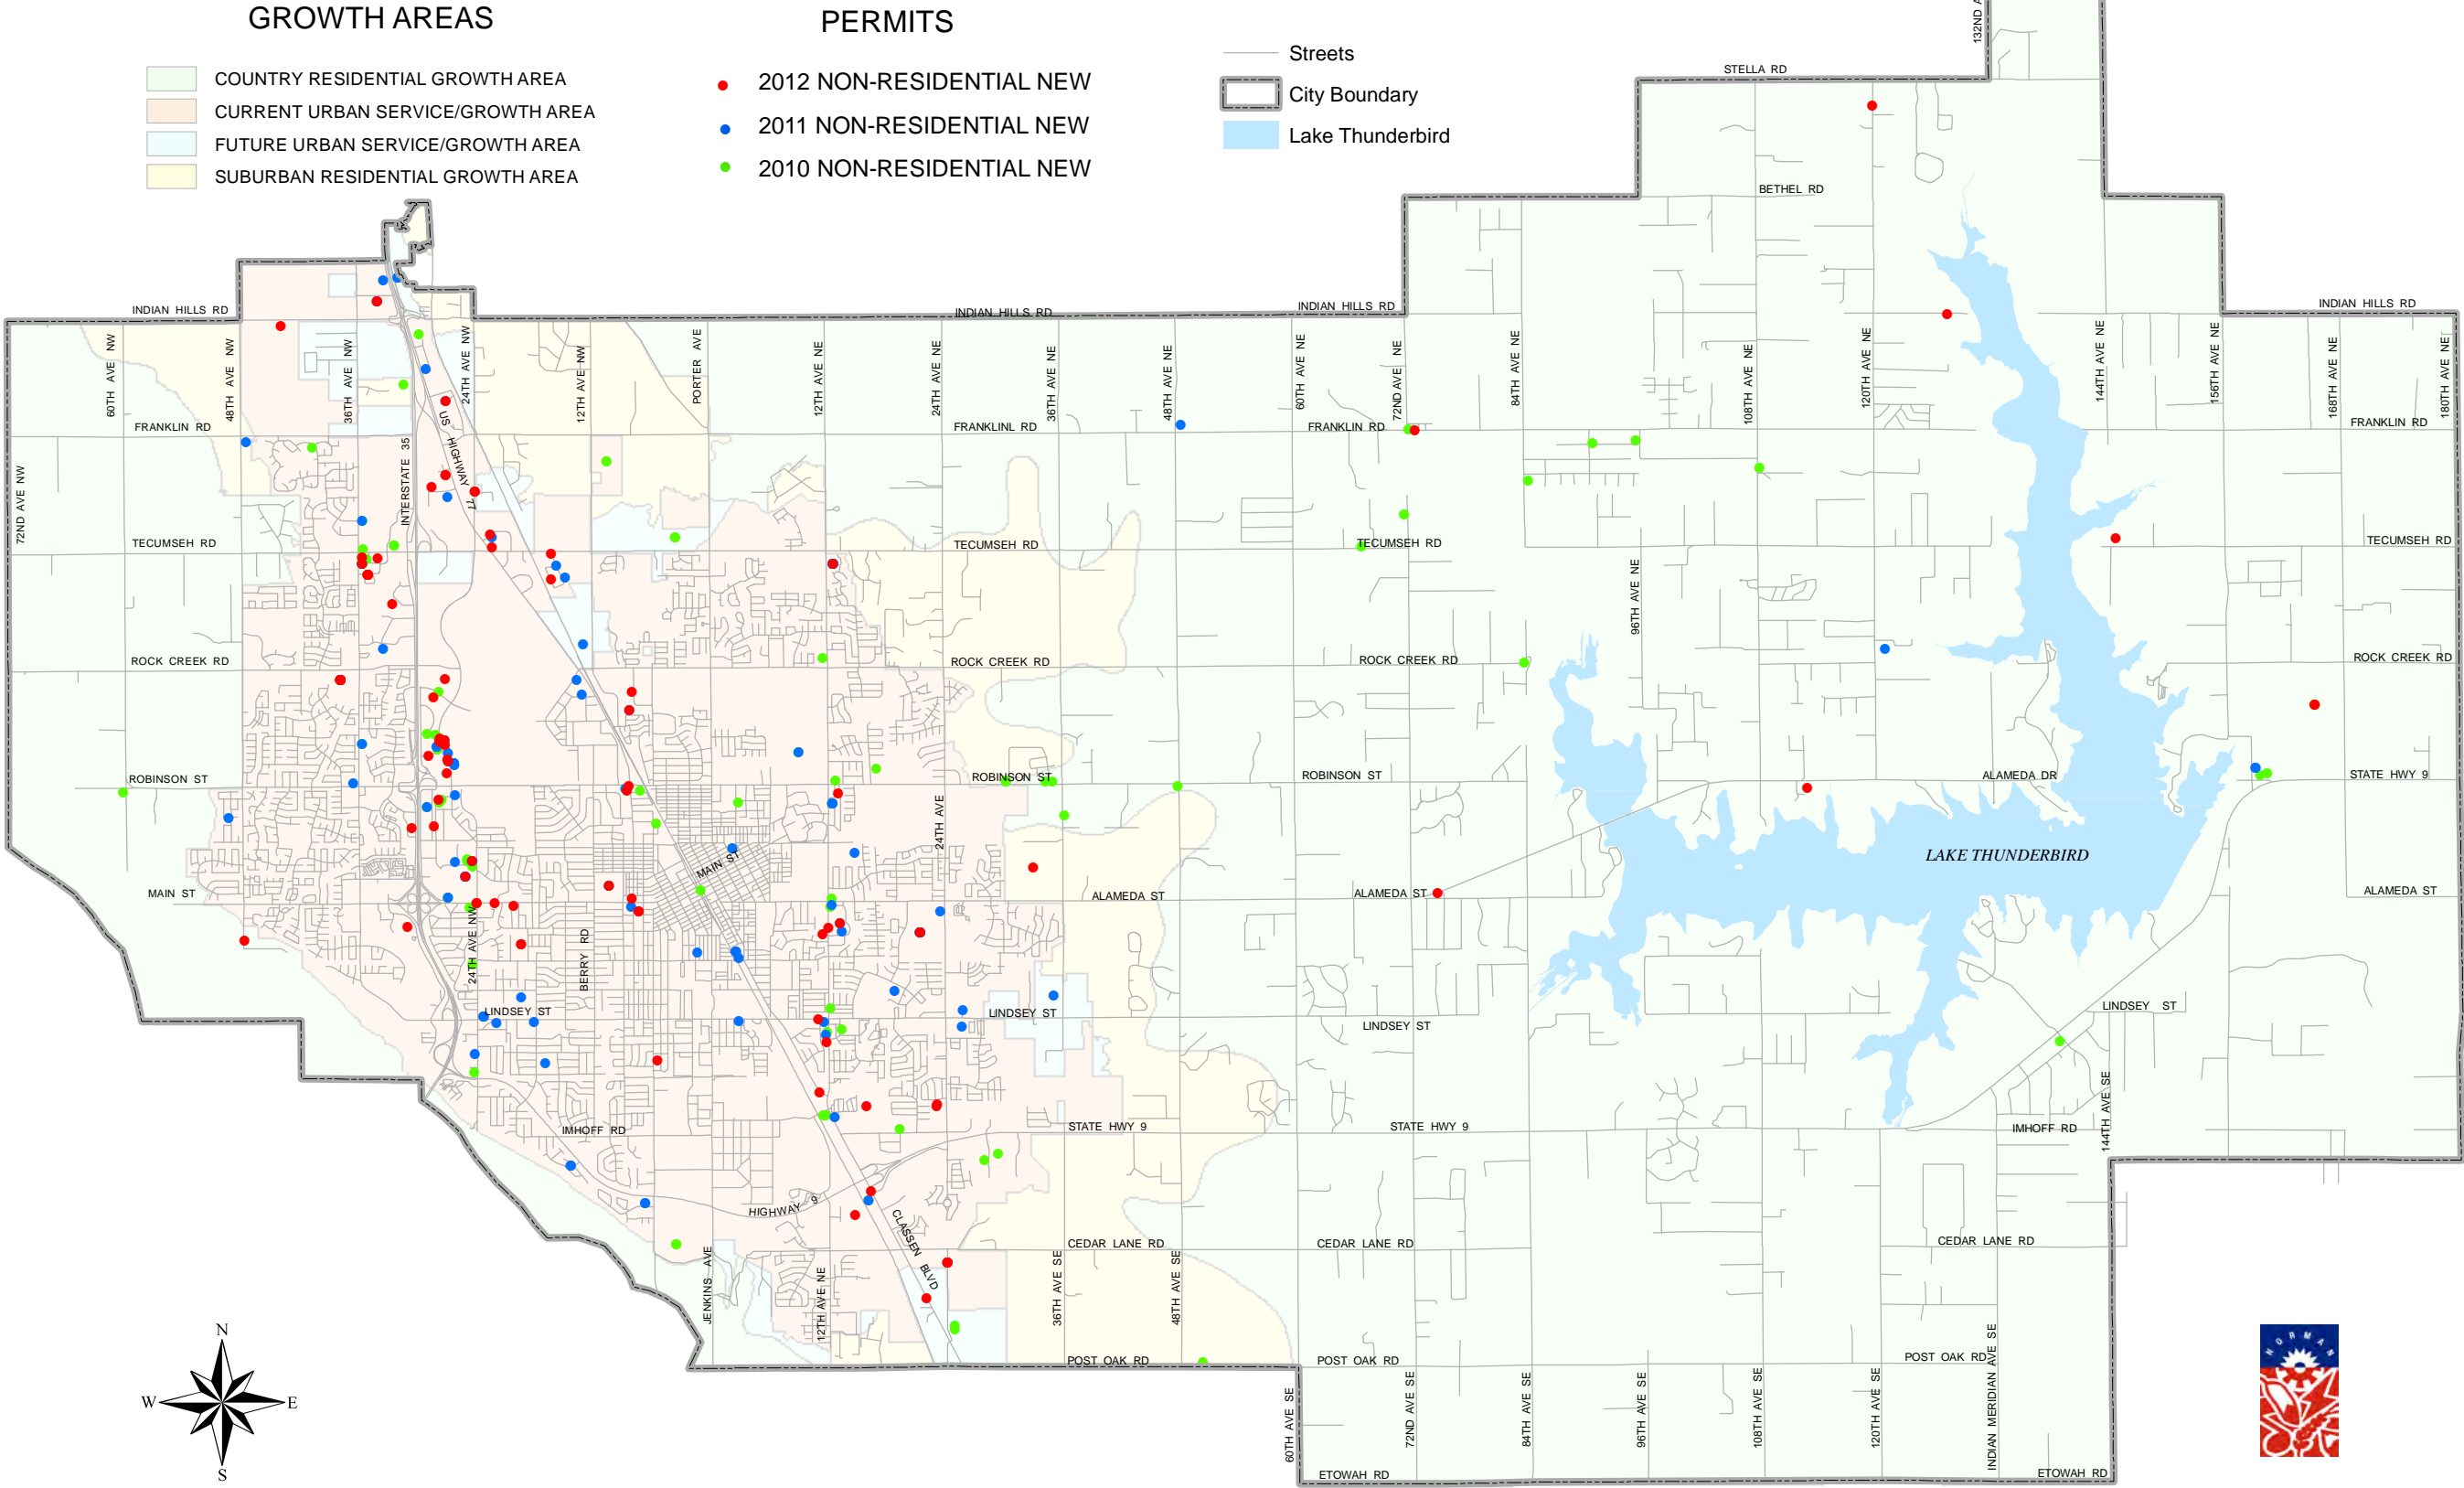 GROWTH AREAS
COUNTRY RESIDENTIAL GROWTH AREA
CURRENT URBAN SERVICE/GROWTH AREA
FUTURE URBAN SERVICE/GROWTH AREA
SUBURBAN RESIDENTIAL GROWTH AREA
PERMITS
2012 NON-RESIDENTIAL NEW
2011 NON-RESIDENTIAL NEW
2010 NON-RESIDENTIAL NEW
Streets
City Boundary
Lake Thunderbird
132ND A
STELLA RD
BETHEL RD
INDIAN HILLS RD
INDIAN HILLS RD
INDIAN HILLS RD
INDIAN HILLS RD
72ND AVE NW
60TH AVE NW
48TH AVE NW
36TH AVE NW
INTERSTATE 35
US HIGHWAY 77
24TH AVE NW
12TH AVE NW
PORTER AVE
12TH AVE NE
24TH AVE NE
36TH AVE NE
48TH AVE NE
60TH AVE NE
72ND AVE NE
84TH AVE NE
96TH AVE NE
108TH AVE NE
120TH AVE NE
144TH AVE NE
156TH AVE NE
168TH AVE NE
180TH AVE NE
FRANKLIN RD
FRANKLINL RD
FRANKLIN RD
FRANKLIN RD
TECUMSEH RD
TECUMSEH RD
TECUMSEH RD
TECUMSEH RD
ROCK CREEK RD
ROCK CREEK RD
ROCK CREEK RD
ROCK CREEK RD
ROBINSON ST
ROBINSON ST
ROBINSON ST
ALAMEDA DR
STATE HWY 9
24TH AVE
MAIN ST
MAIN ST
LAKE THUNDERBIRD
ALAMEDA ST
ALAMEDA ST
ALAMEDA ST
24TH AVE NW
BERRY RD
LINDSEY ST
LINDSEY ST
LINDSEY ST
LINDSEY ST
IMHOFF RD
STATE HWY 9
STATE HWY 9
IMHOFF RD
144TH AVE SE
HIGHWAY 9
CLASSEN BLVD
CEDAR LANE RD
CEDAR LANE RD
CEDAR LANE RD
JENKINS AVE
12TH AVE NE
36TH AVE SE
48TH AVE SE
POST OAK RD
POST OAK RD
POST OAK RD
60TH AVE SE
72ND AVE SE
84TH AVE SE
96TH AVE SE
108TH AVE SE
120TH AVE SE
INDIAN MERIDIAN AVE SE
ETOWAH RD
ETOWAH RD
N
W
E
S
NORMAN